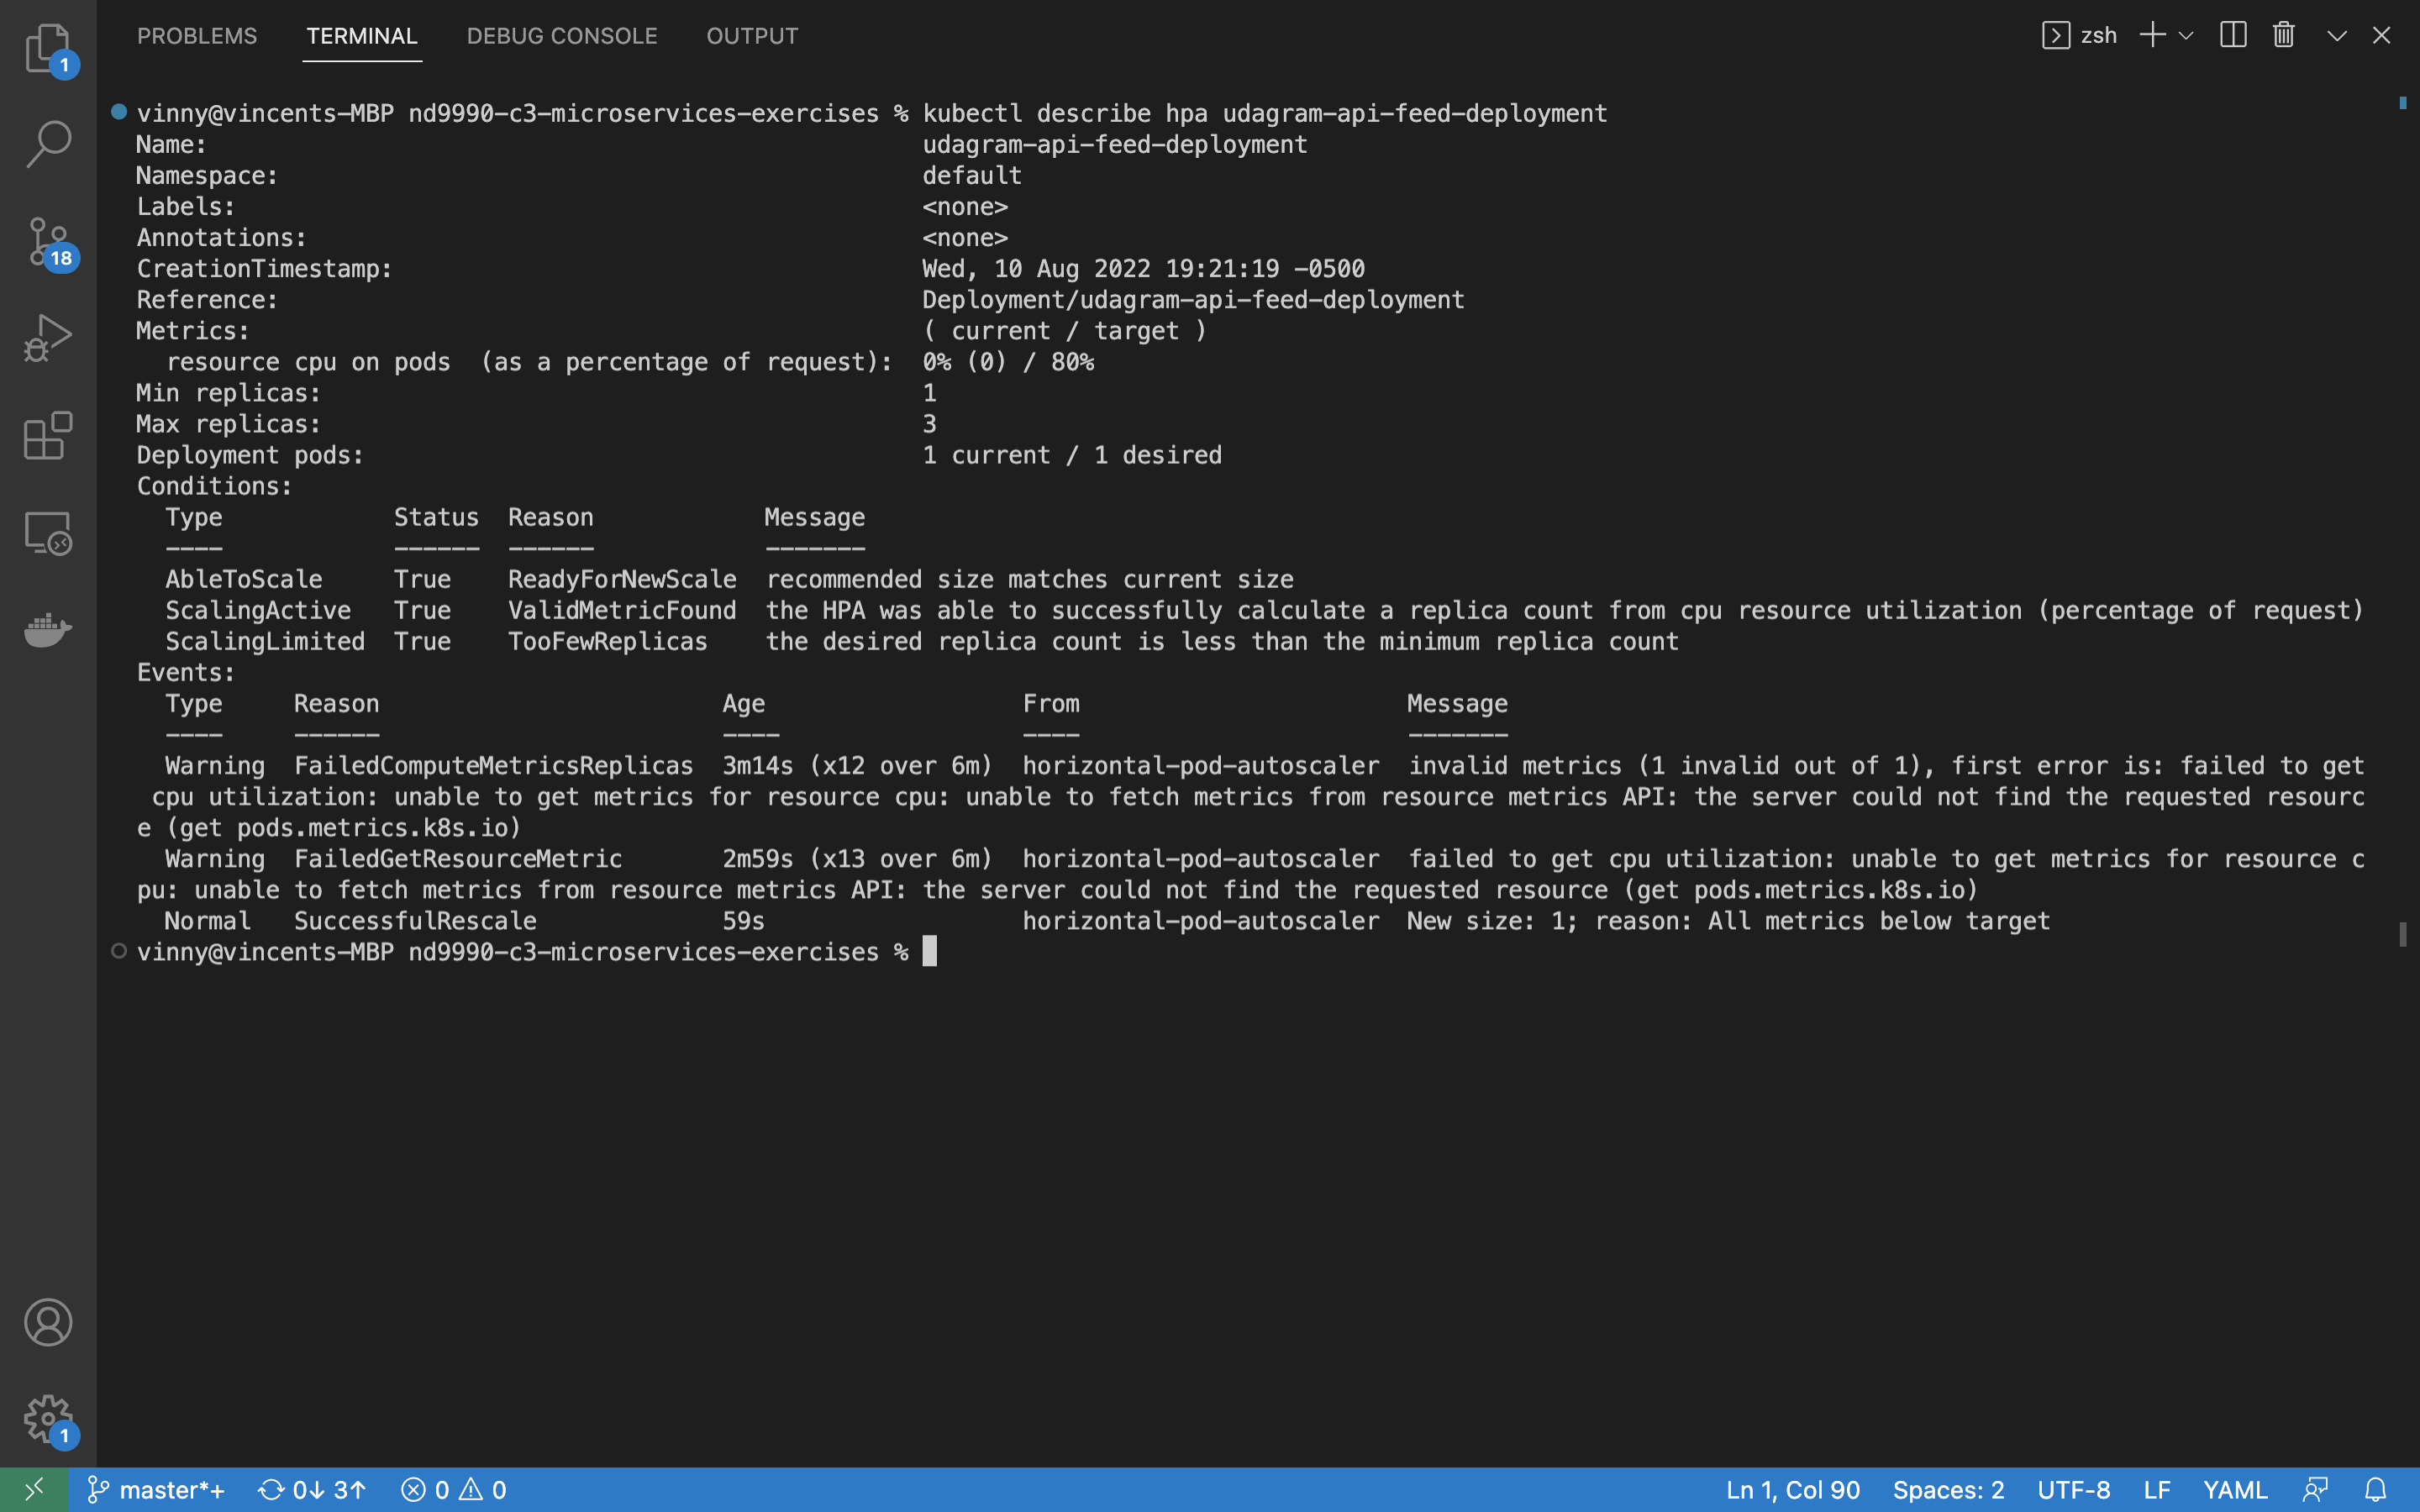 PROBLEMS TERMINAL DEBUG CONSOLE OUTPUT zsh
1
18
1
vinny@vincents-MBP nd9990-c3-microservices-exercises % kubectl describe hpa udagram-api-feed-deployment
Name: udagram-api-feed-deployment
Namespace: default
Labels: <none>
Annotations: <none>
CreationTimestamp: Wed, 10 Aug 2022 19:21:19 -0500
Reference: Deployment/udagram-api-feed-deployment
Metrics: ( current / target )
resource cpu on pods (as a percentage of request): 0% (0) / 80%
Min replicas: 1
Max replicas: 3
Deployment pods: 1 current / 1 desired
Conditions:
Type Status Reason Message
---- ------ ------ -------
AbleToScale True ReadyForNewScale recommended size matches current size
ScalingActive True ValidMetricFound the HPA was able to successfully calculate a replica count from cpu resource utilization (percentage of request)
ScalingLimited True TooFewReplicas the desired replica count is less than the minimum replica count
Events:
Type Reason Age From Message
---- ------ ---- ---- -------
Warning FailedComputeMetricsReplicas 3m14s (x12 over 6m) horizontal-pod-autoscaler invalid metrics (1 invalid out of 1), first error is: failed to get
cpu utilization: unable to get metrics for resource cpu: unable to fetch metrics from resource metrics API: the server could not find the requested resourc
e (get pods.metrics.k8s.io)
Warning FailedGetResourceMetric 2m59s (x13 over 6m) horizontal-pod-autoscaler failed to get cpu utilization: unable to get metrics for resource c
pu: unable to fetch metrics from resource metrics API: the server could not find the requested resource (get pods.metrics.k8s.io)
Normal SuccessfulRescale 59s horizontal-pod-autoscaler New size: 1; reason: All metrics below target
vinny@vincents-MBP nd9990-c3-microservices-exercises %
master*+ 0↓ 3↑ 0 0 Ln 1, Col 90 Spaces: 2 UTF-8 LF YAML